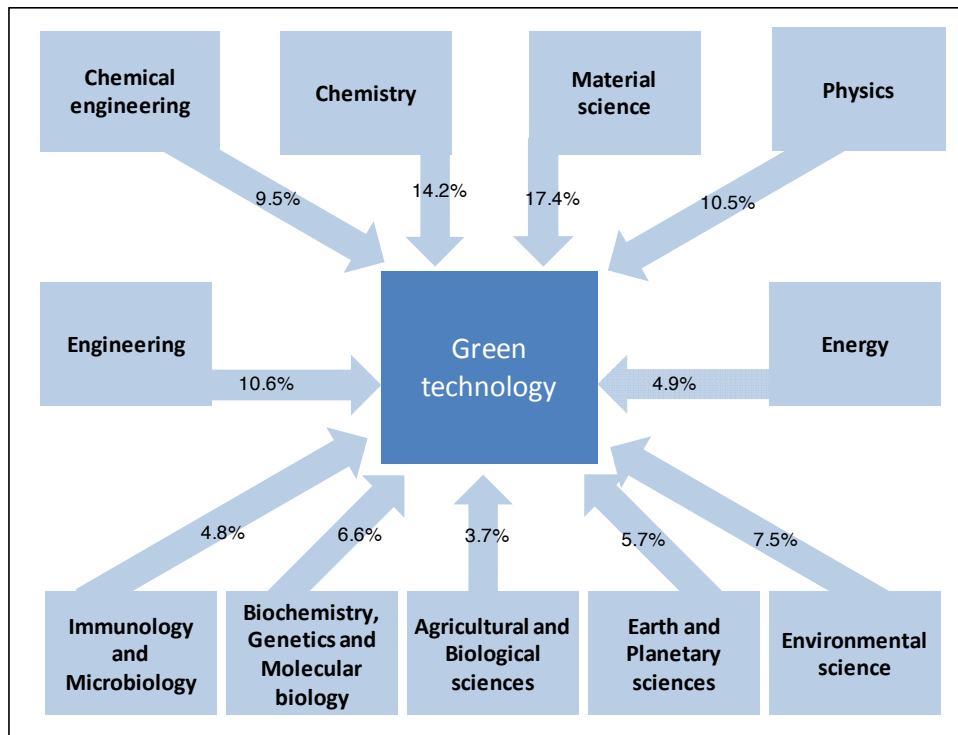 Chemical
engineering
Chemistry
Material
science
Physics
9.5%
14.2%
17.4%
10.5%
Engineering
10.6%
Green
technology
Energy
4.9%
4.8%
6.6%
3.7%
5.7%
7.5%
Immunology
and
Microbiology
Biochemistry,
Genetics and
Molecular
biology
Agricultural and
Biological
sciences
Earth and
Planetary
sciences
Environmental
science